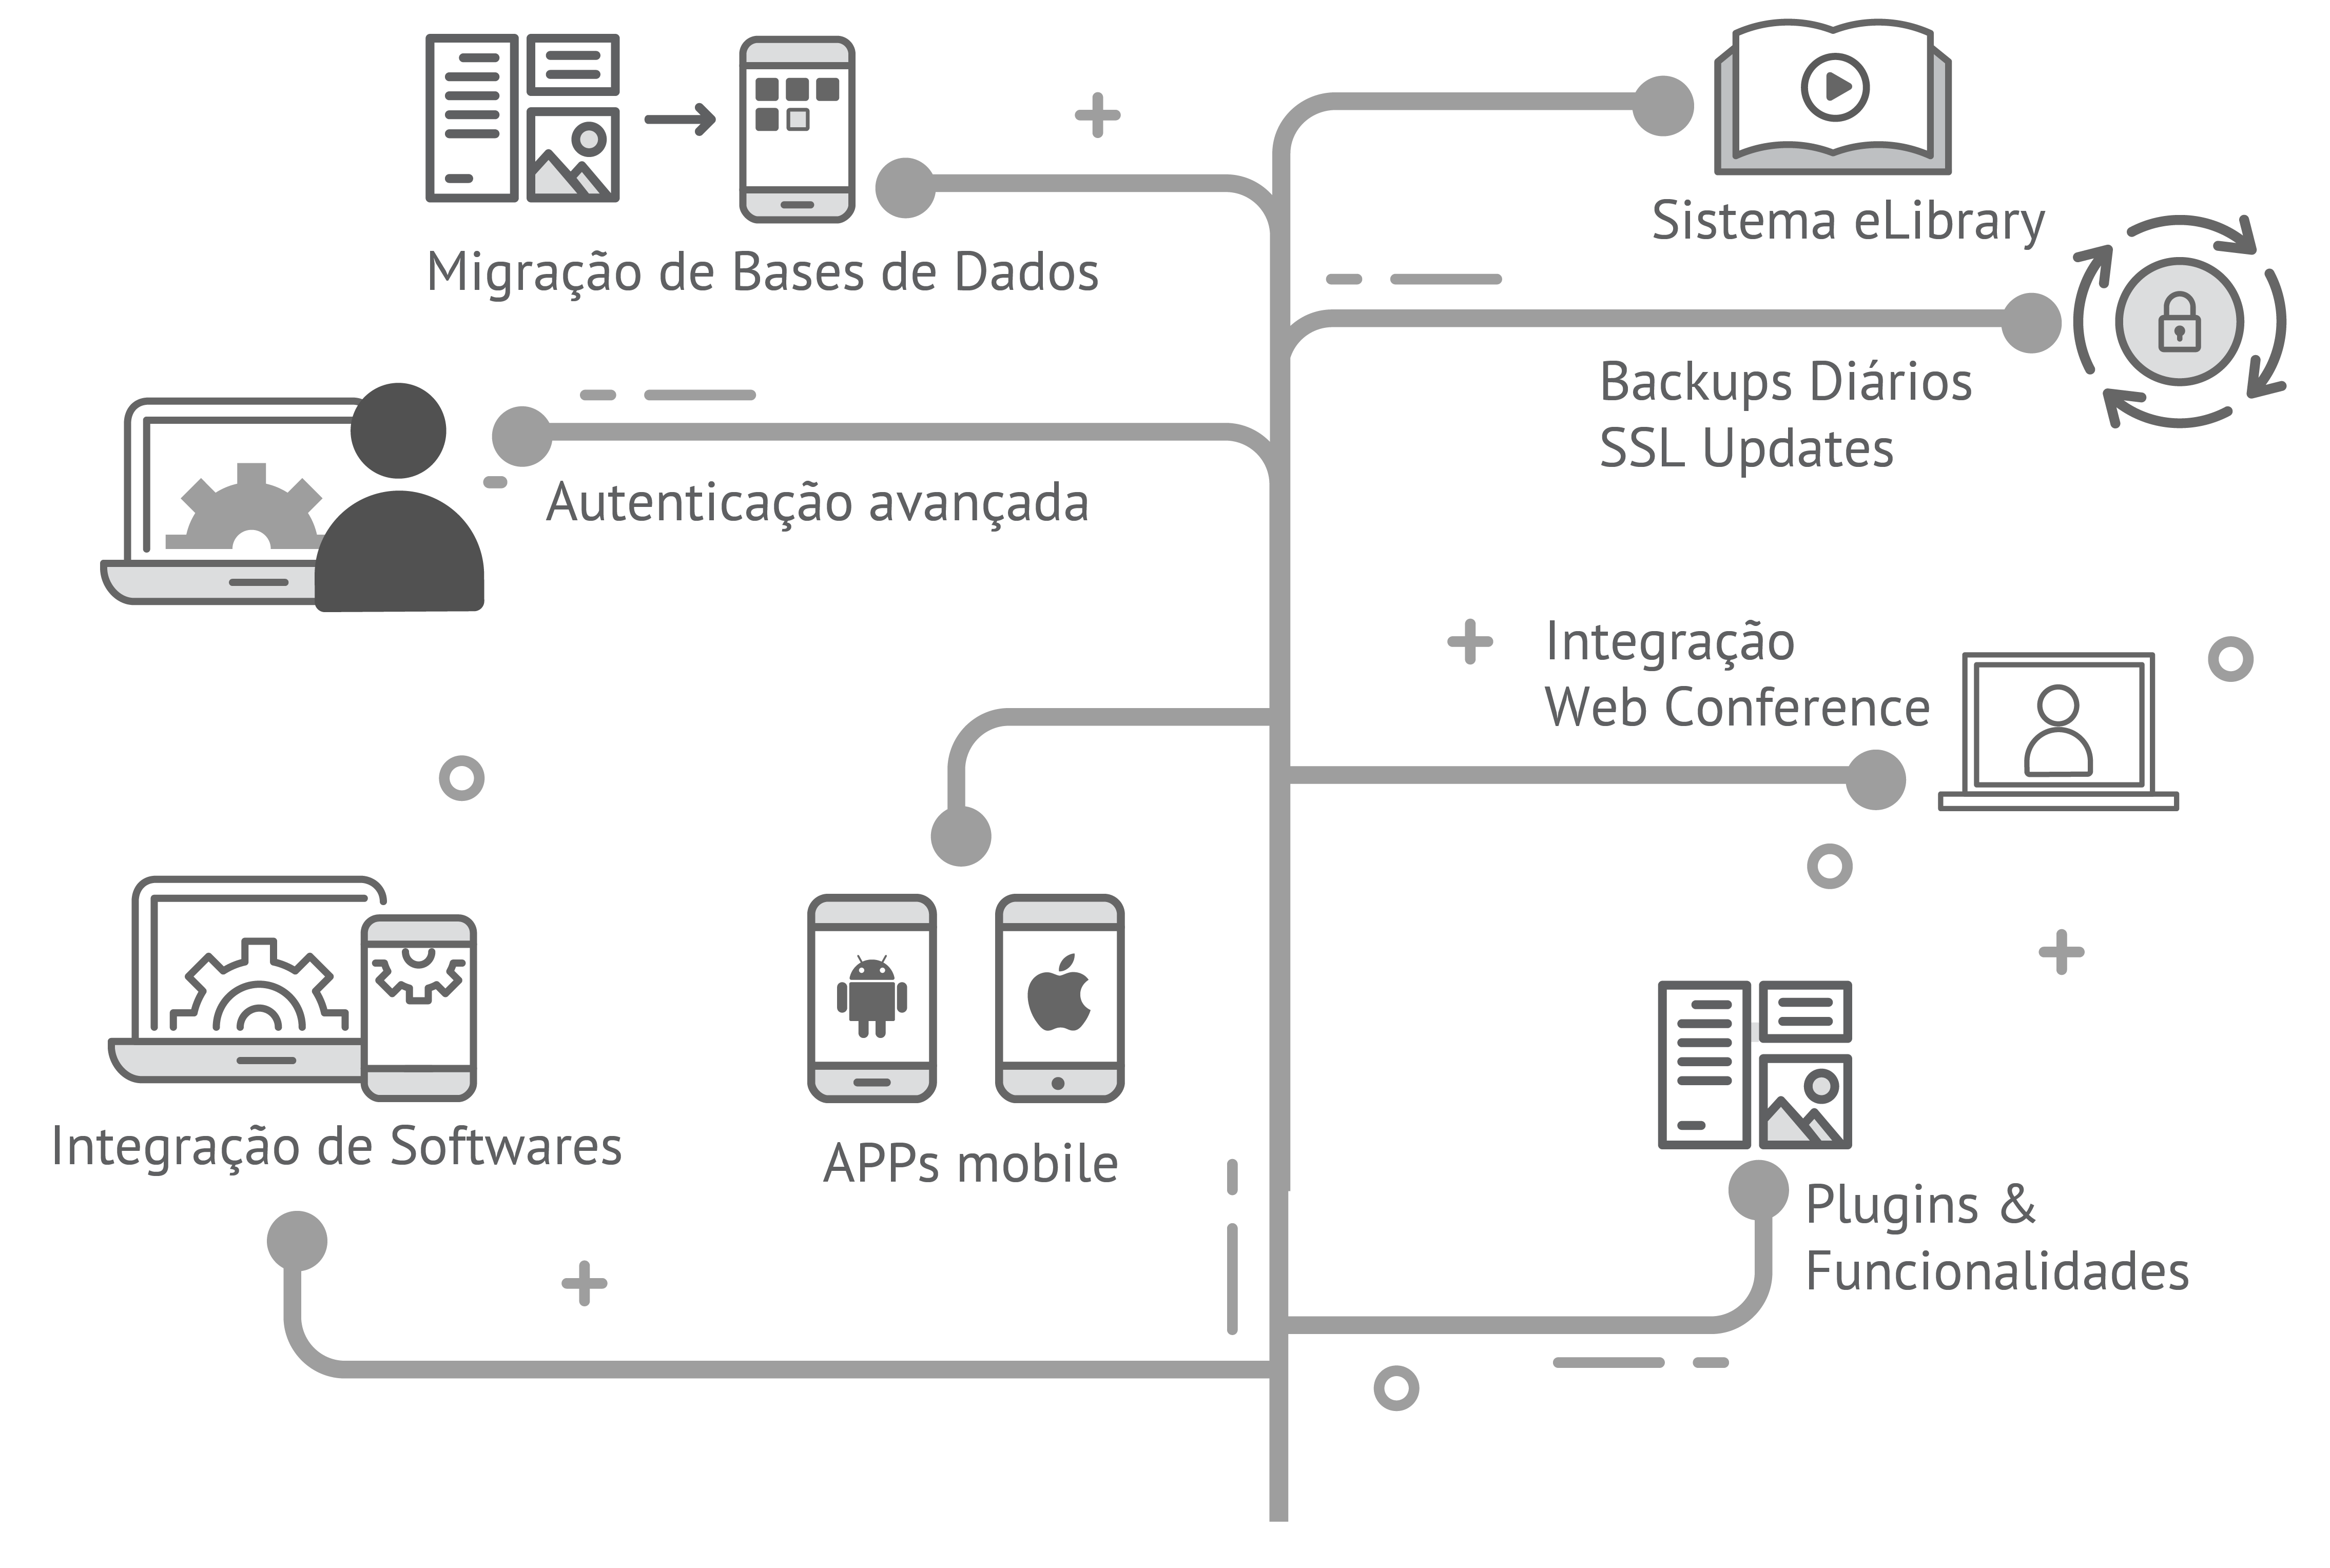 Sistema eLibrary
Migração de Bases de Dados
Backups Diários
SSL Updates
Autenticação avançada
Integração
Web Conference
Integração de Softwares
APPs mobile
Plugins &
Funcionalidades